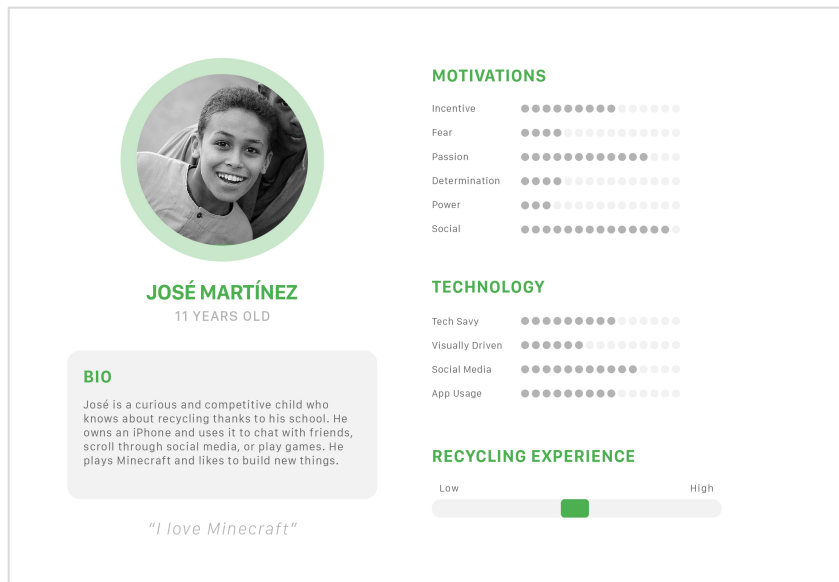 JOSÉ MARTÍNEZ
11 YEARS OLD
BIO
José is a curious and competitive child who
knows about recycling thanks to his school. He
owns an iPhone and uses it to chat with friends,
scroll through social media, or play games. He
plays Minecraft and likes to build new things.
“I love Minecraft”
MOTIVATIONS
Incentive
Fear
Passion
Determination
Power
Social
TECHNOLOGY
Tech Savy
Visually Driven
Social Media
App Usage
RECYCLING EXPERIENCE
Low High